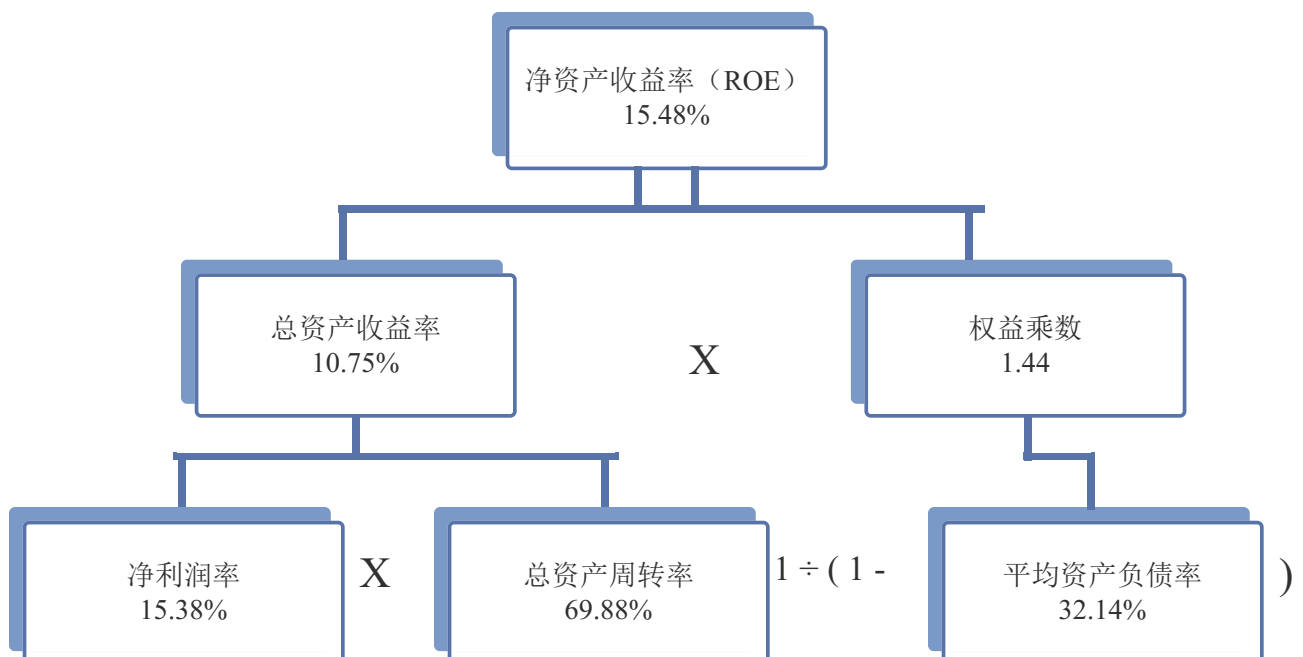 净资产收益率（ROE）
15.48%
总资产收益率
10.75%
X
权益乘数
1.44
净利润率
15.38%
X
总资产周转率
69.88%
1 ÷ ( 1 -
平均资产负债率
32.14%
)